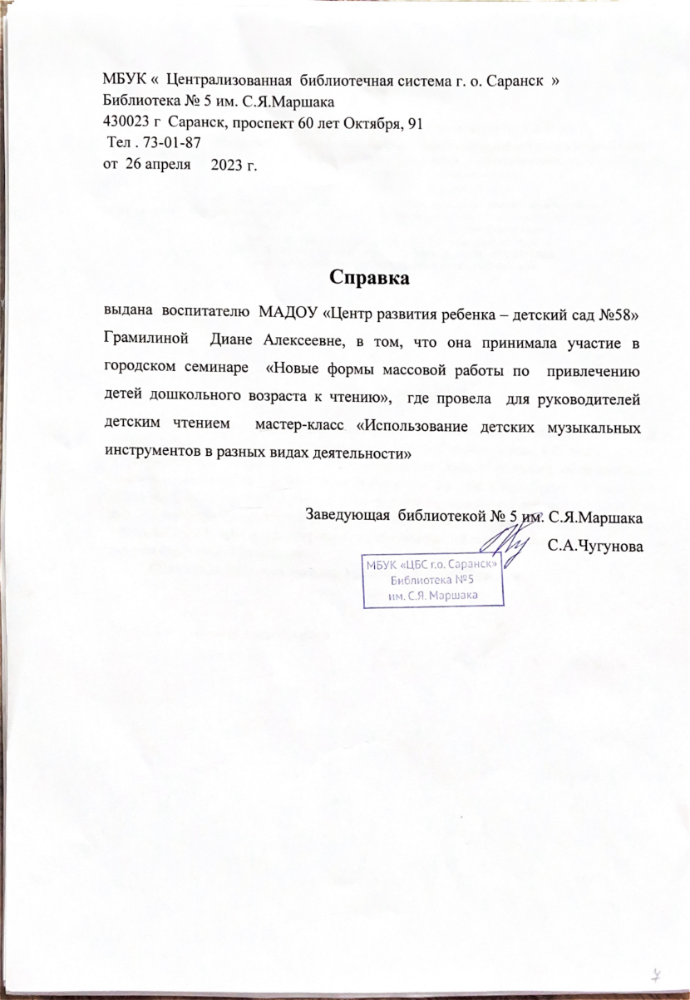 МБУК « Централизованная библиотечная система г. о. Саранск »
Библиотека № 5 им. С.Я.Маршака
430023 г Саранск, проспект 60 лет Октября, 91
Тел . 73-01-87
от 26 апреля 2023 г.
Справка
выдана воспитателю МАДОУ «Центр развития ребенка – детский сад №58»
Грамилиной Диане Алексеевне, в том, что она принимала участие в
городском семинаре «Новые формы массовой работы по привлечению
детей дошкольного возраста к чтению», где провела для руководителей
детским чтением мастер-класс «Использование детских музыкальных
инструментов в разных видах деятельности»
Заведующая библиотекой № 5 им. С.Я.Маршака
С.А.Чугунова
МБУК «ЦБС г.о. Саранск»
Библиотека №5
им. С.Я. Маршака
7